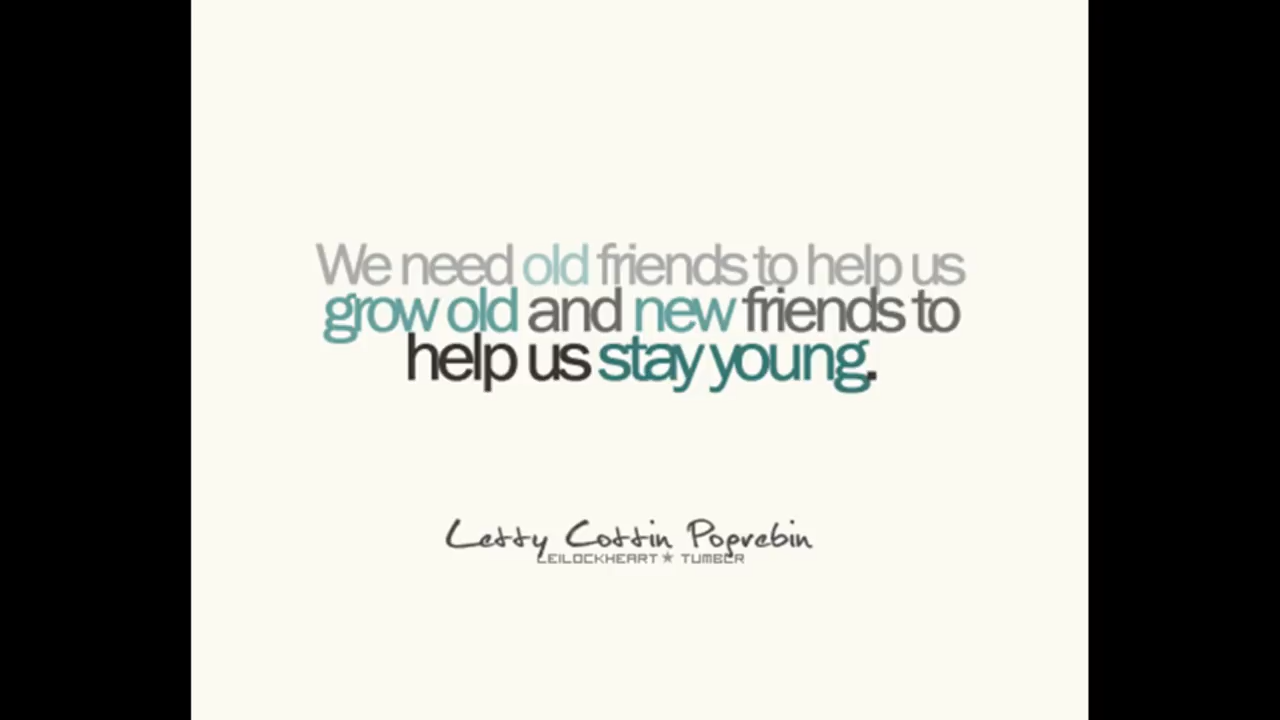 We need old friends to help us
grow old and new friends to
help us stay young.
Letty Cottin Pogrebin
LEILOCKHEART★ TUMBLR